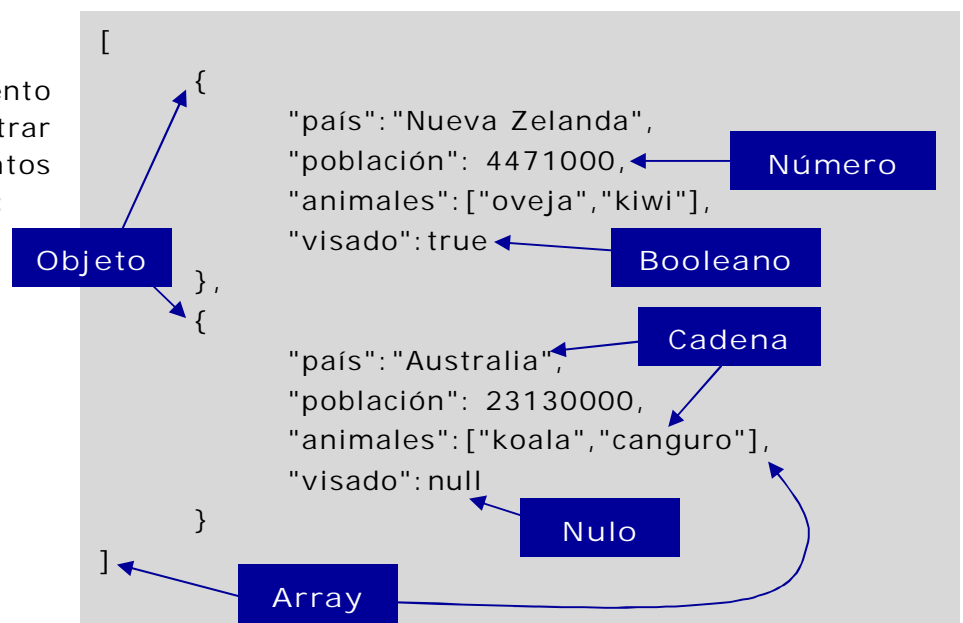 [
{
"país":"Nueva Zelanda",
"población": 4471000,
"animales":["oveja","kiwi"],
"visado":true
},
{
"país":"Australia",
"población": 23130000,
"animales":["koala","canguro"],
"visado":null
}
]
Número
Objeto
Booleano
Cadena
Nulo
Array